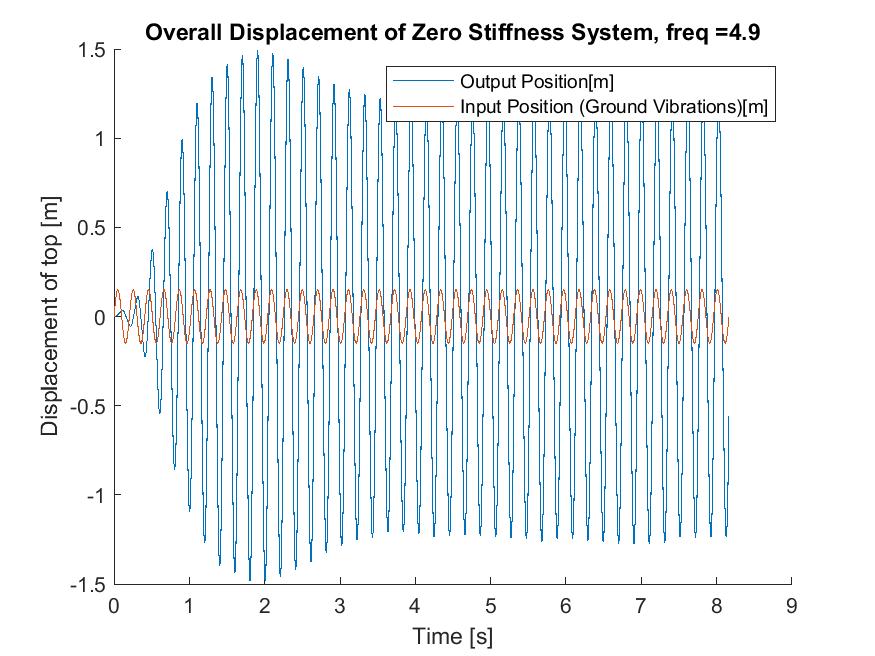 Overall Displacement of Zero Stiffness System, freq =4.9
Output Position[m]
Input Position (Ground Vibrations)[m]
Displacement of top [m]
1.5
1
0.5
0
-0.5
-1
-1.5
0 1 2 3 4 5 6 7 8 9
Time [s]